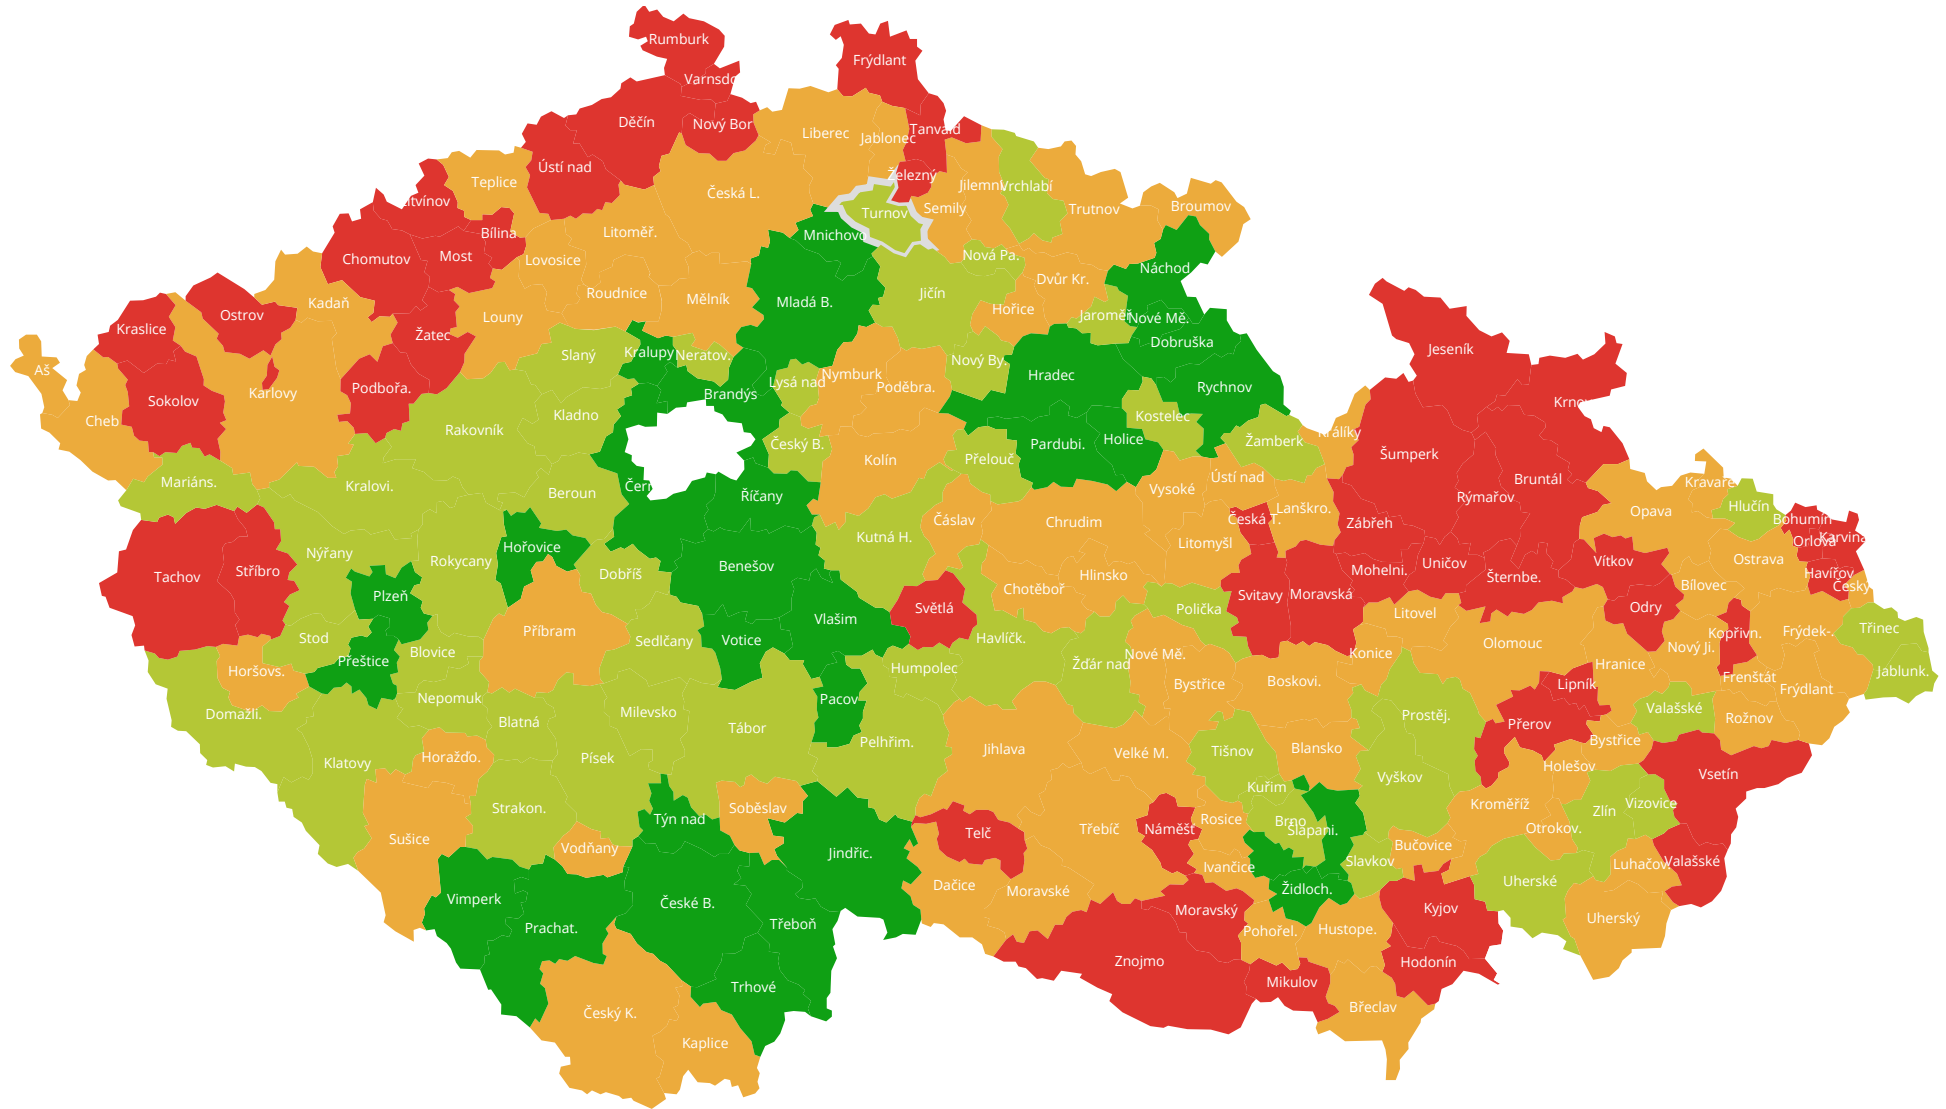 Rumburk
Frýdlant
Varnsdo
Děčín
Nový Bor
Tanvald
Liberec
Jablonec
Ústí nad
Železný
Teplice
Jilemni
Vrchlabí
Česká L.
itvínov
Semily
Trutnov
Broumov
Turnov
Bílina
Litoměř.
Mnichovo
Most
Chomutov
Lovosice
Nová Pa.
Náchod
Dvůr Kr.
Roudnice
Mělník
Mladá B.
Jičín
Kadaň
Hořice
Ostrov
Louny
Jaroměř
Nové Mě.
Kraslice
Žatec
Dobruška
Jeseník
Slaný
Kralupy
Neratov.
Nový By.
Aš
Nymburk
Hradec
Lysá nad
Podbořa.
Poděbra.
Rychnov
Karlovy
Brandýs
Sokolov
Krnov
Kladno
Kostelec
Cheb
Rakovník
Králíky
Český B.
Pardubi.
Holice
Žamberk
Šumperk
Kolín
Přelouč
Mariáns.
Kralovi.
Čern
Ústí nad
Bruntál
Kravaře
Beroun
Říčany
Vysoké
Rýmařov
Lanškro.
Hlučín
Opava
Čáslav
Chrudim
Česká T.
Zábřeh
Bohumín
Kutná H.
Litomyšl
Orlová
Karviná
Hořovice
Nýřany
Rokycany
Vítkov
Ostrava
Uničov
Benešov
Mohelni.
Stříbro
Tachov
Dobříš
Hlinsko
Šternbe.
Havířov
Chotěboř
Bílovec
Český
Plzeň
Svitavy
Moravská
Světlá
Polička
Odry
Litovel
Vlašim
Třinec
Příbram
Kopřivn.
Frýdek-.
Stod
Havlíčk.
Sedlčany
Votice
Olomouc
Nový Ji.
Blovice
Nové Mě.
Konice
Přeštice
Žďár nad
Hranice
Humpolec
Horšovs.
Jablunk.
Frenštát
Boskovi.
Bystřice
Lipník
Frýdlant
Nepomuk
Pacov
Valašské
Domažli.
Milevsko
Prostěj.
Rožnov
Blatná
Přerov
Tábor
Bystřice
Pelhřim.
Jihlava
Blansko
Tišnov
Velké M.
Horažďo.
Písek
Klatovy
Holešov
Vsetín
Vyškov
Kuřim
Vizovice
Kroměříž
Strakon.
Soběslav
Zlín
Týn nad
Rosice
Brno
Otrokov.
Třebíč
Náměšť
Šlapani.
Telč
Sušice
Bučovice
Vodňany
Jindřic.
Slavkov
Valašské
Luhačov.
Ivančice
Uherské
Dačice
Židloch.
Moravské
Vimperk
České B.
Kyjov
Moravský
Uherský
Třeboň
Prachat.
Hustope.
Pohořel.
Znojmo
Hodonín
Mikulov
Trhové
Břeclav
Český K.
Kaplice